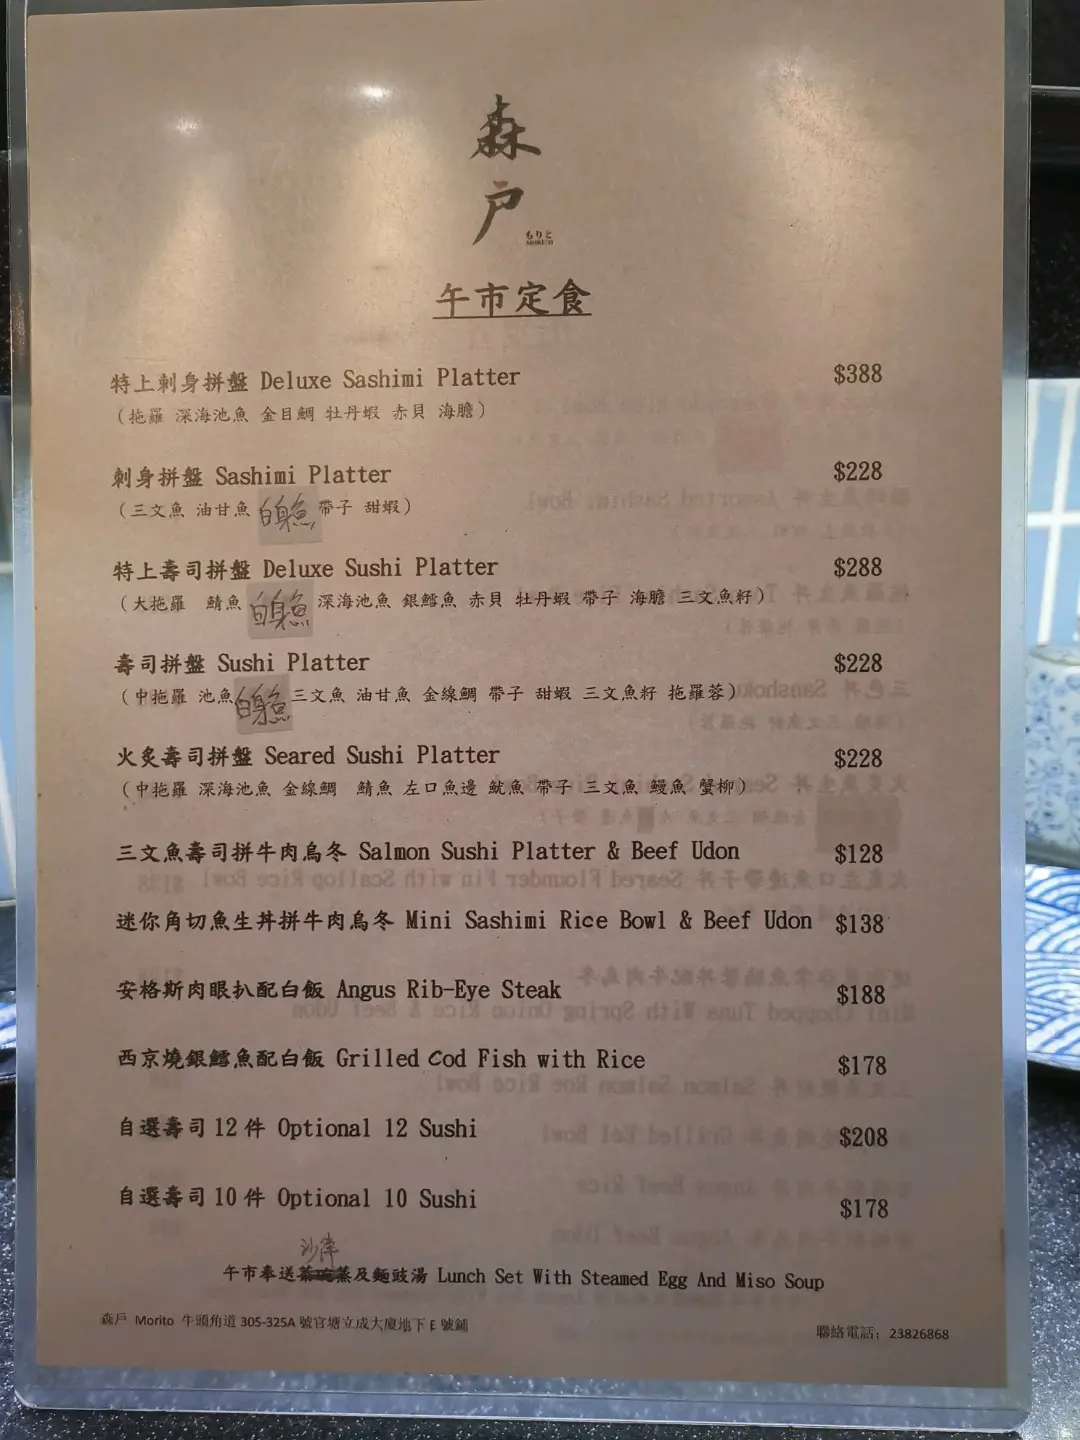 森
戸
もりと
MORITO
午市定食
特上刺身拼盤 Deluxe Sashimi Platter $388
（拖羅 深海池魚 金目鯛 牡丹蝦 赤貝 海膽）
刺身拼盤 Sashimi Platter $228
（三文魚 油甘魚 白身魚 帶子 甜蝦）
特上壽司拼盤 Deluxe Sushi Platter $288
（大拖羅 鯖魚 白身魚 深海池魚 銀鱈魚 赤貝 牡丹蝦 帶子 海膽 三文魚籽）
壽司拼盤 Sushi Platter $228
（中拖羅 池魚 白身魚 三文魚 油甘魚 金線鯛 帶子 甜蝦 三文魚籽 拖羅蓉）
火炙壽司拼盤 Seared Sushi Platter $228
（中拖羅 深海池魚 金線鯛 鯖魚 左口魚邊 魷魚 帶子 三文魚 鰻魚 蟹柳）
三文魚壽司拼牛肉烏冬 Salmon Sushi Platter & Beef Udon $128
迷你角切魚生丼拼牛肉烏冬 Mini Sashimi Rice Bowl & Beef Udon $138
安格斯肉眼扒配白飯 Angus Rib-Eye Steak $188
西京燒銀鱈魚配白飯 Grilled Cod Fish with Rice $178
自選壽司 12 件 Optional 12 Sushi $208
自選壽司 10 件 Optional 10 Sushi $178
沙律
午市奉送茶碗蒸及麵豉湯 Lunch Set With Steamed Egg And Miso Soup
森戸 Morito 牛頭角道 305-325A 號官塘立成大廈地下 E 號鋪 聯絡電話：23826868